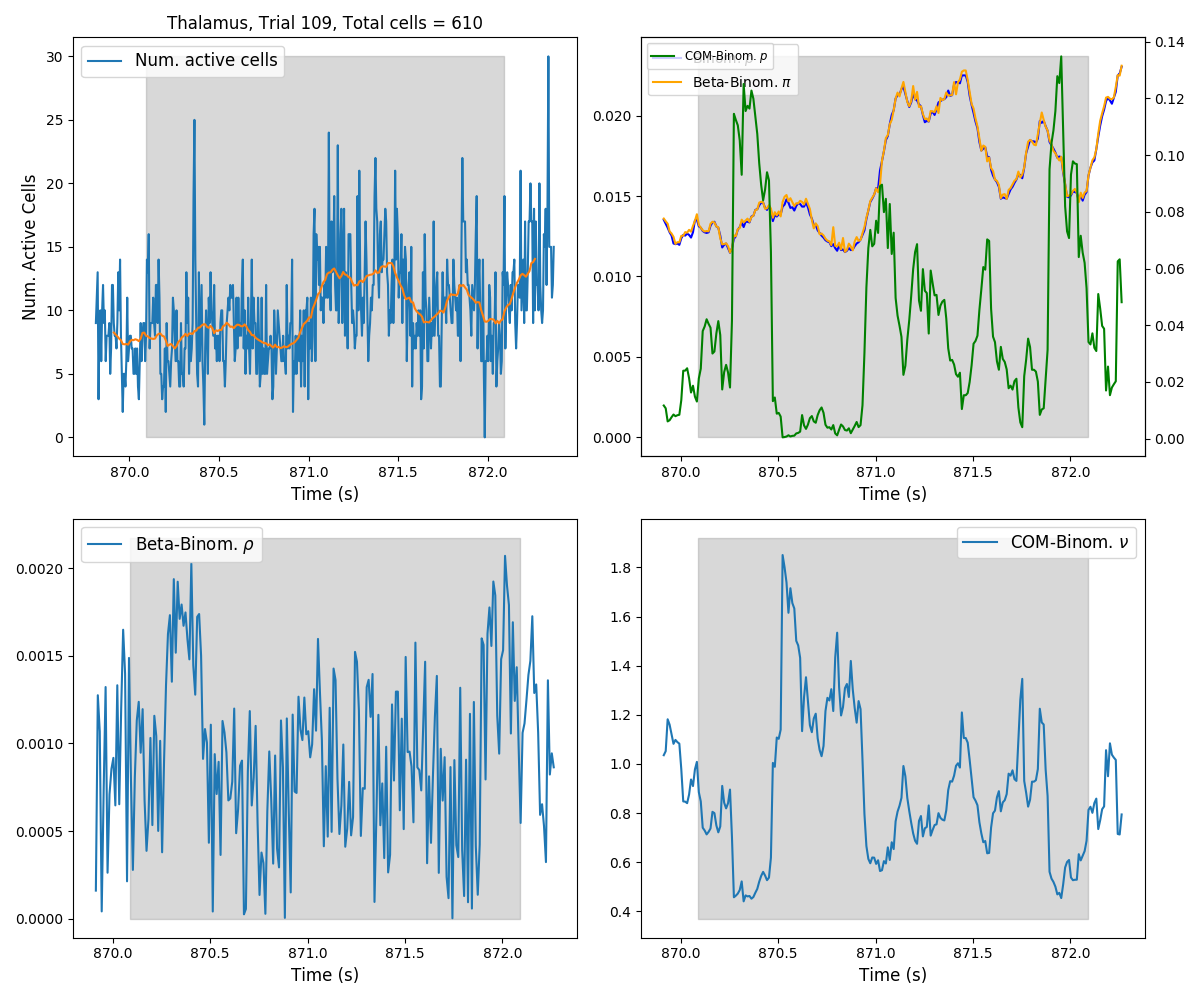 Thalamus, Trial 109, Total cells = 610
Num. active cells
Num. Active Cells
30
25
20
15
10
5
0
870.0 870.5 871.0 871.5 872.0
Time (s)
COM-Binom. p
Beta-Binom. π
0.020
0.015
0.010
0.005
0.000
0.14
0.12
0.10
0.08
0.06
0.04
0.02
0.00
870.0 870.5 871.0 871.5 872.0
Time (s)
Beta-Binom. ρ
0.0020
0.0015
0.0010
0.0005
0.0000
870.0 870.5 871.0 871.5 872.0
Time (s)
COM-Binom. ν
1.8
1.6
1.4
1.2
1.0
0.8
0.6
0.4
870.0 870.5 871.0 871.5 872.0
Time (s)